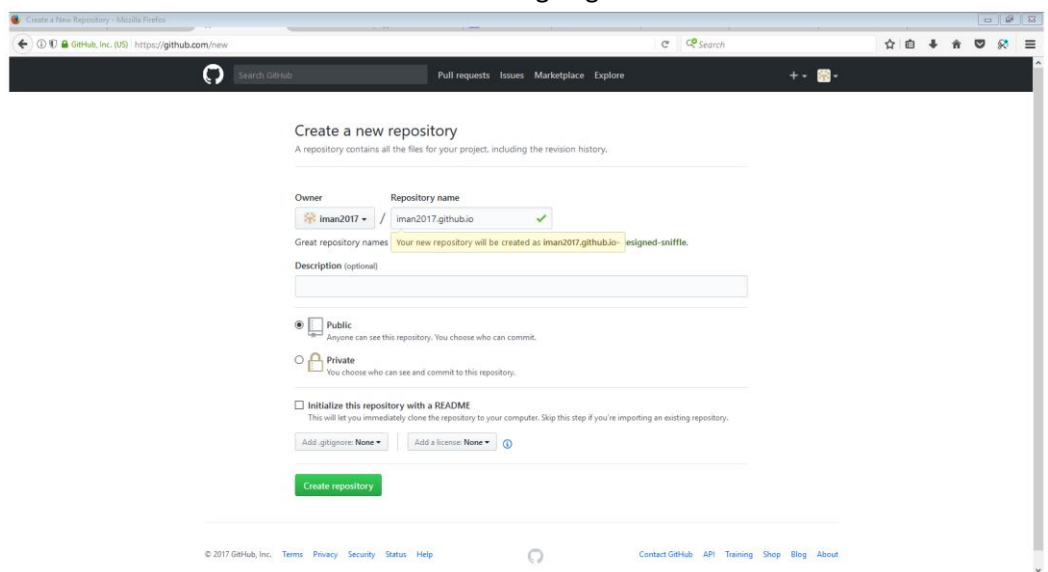 Create a New Repository - Mozilla Firefox
GitHub, Inc. (US) https://github.com/new
Search
Search GitHub
Pull requests Issues Marketplace Explore
Create a new repository
A repository contains all the files for your project, including the revision history.
Owner Repository name
iman2017 / iman2017.github.io
Great repository names Your new repository will be created as iman2017.github.io- esigned-sniffle.
Description (optional)
Public
Anyone can see this repository. You choose who can commit.
Private
You choose who can see and commit to this repository.
Initialize this repository with a README
This will let you immediately clone the repository to your computer. Skip this step if you're importing an existing repository.
Add .gitignore: None Add a license: None
Create repository
© 2017 GitHub, Inc. Terms Privacy Security Status Help Contact GitHub API Training Shop Blog About